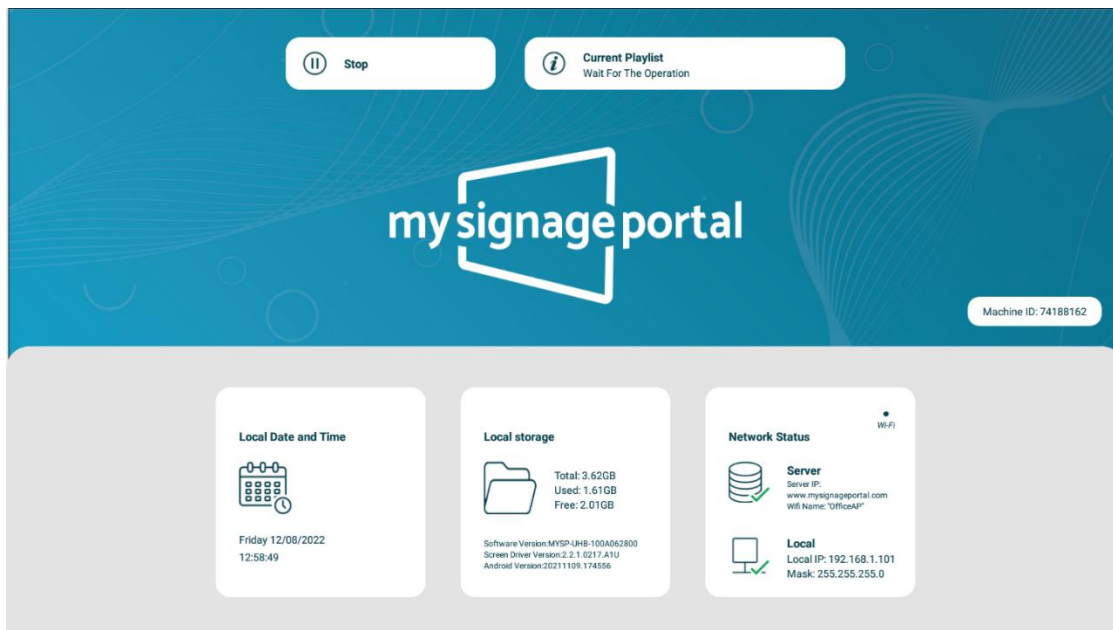 Stop
Current Playlist
Wait For The Operation
my signage portal
Machine ID: 74188162
Local Date and Time
Friday 12/08/2022
12:58:49
Local storage
Total: 3.62GB
Used: 1.61GB
Free: 2.01GB
Software Version:MYSP-UHB-100A062800
Screen Driver Version:2.2.1.0217.A1U
Android Version:20211109.174556
Wi-Fi
Network Status
Server
Server IP:
www.mysignageportal.com
Wifi Name: "OfficeAP"
Local
Local IP: 192.168.1.101
Mask: 255.255.255.0